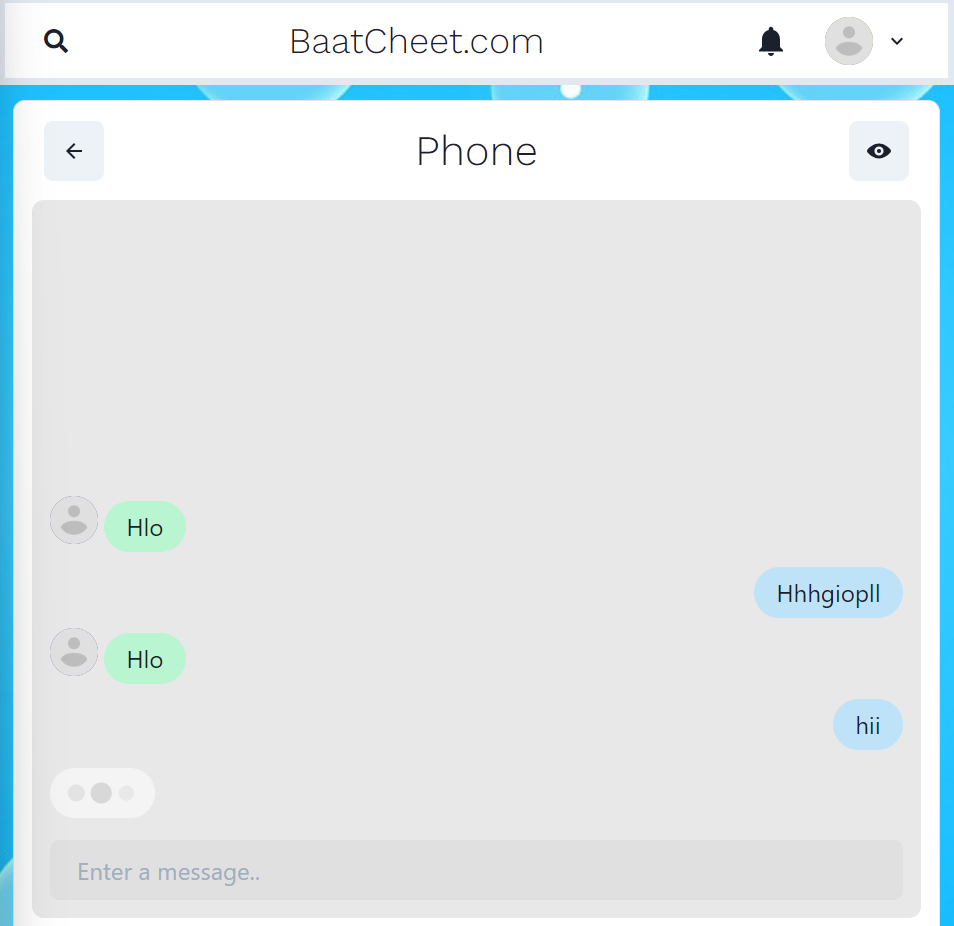 BaatCheet.com
Phone
Hlo
Hhhgiopll
Hlo
hii
Enter a message..